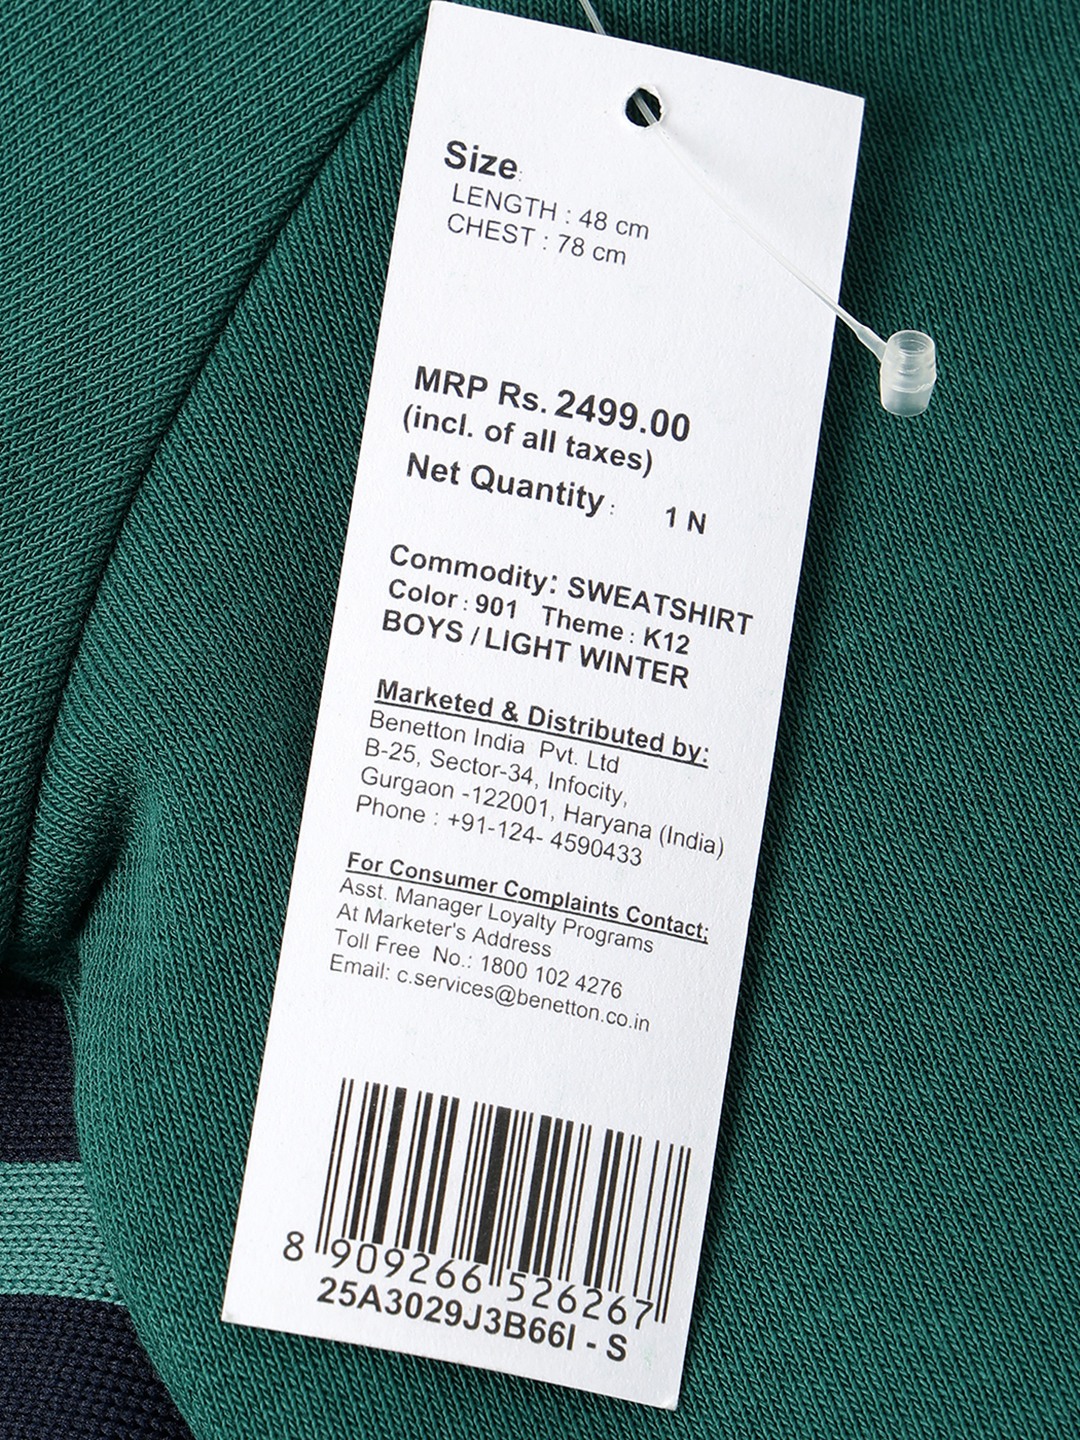 Size:
LENGTH : 48 cm
CHEST : 78 cm
MRP Rs. 2499.00
(incl. of all taxes)
Net Quantity : 1 N
Commodity: SWEATSHIRT
Color : 901 Theme : K12
BOYS / LIGHT WINTER
Marketed & Distributed by:
Benetton India Pvt. Ltd
B-25, Sector-34, Infocity,
Gurgaon -122001, Haryana (India)
Phone : +91-124- 4590433
For Consumer Complaints Contact;
Asst. Manager Loyalty Programs
At Marketer's Address
Toll Free No.: 1800 102 4276
Email: c.services@benetton.co.in
8 909266 526267
25A3029J3B66I - S